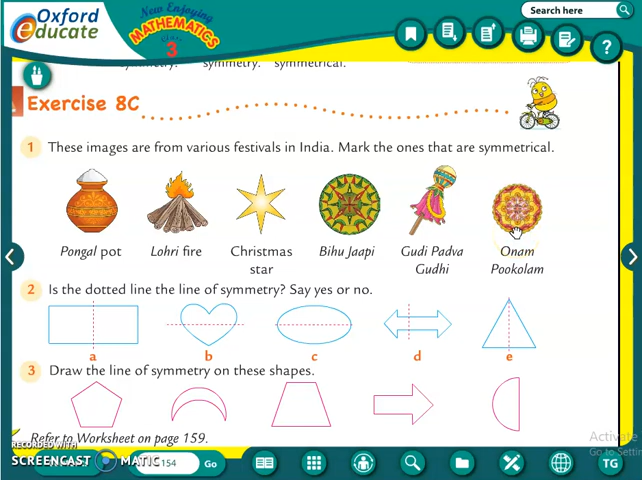 Oxford
educate
New Enjoying
MATHEMATICS
CLASS
3
Search here
?
symmetry. symmetry. symmetrical.
Exercise 8C
1 These images are from various festivals in India. Mark the ones that are symmetrical.
Pongal pot
Lohri fire
Christmas
star
Bihu Jaapi
Gudi Padva
Gudhi
Onam
Pookolam
2 Is the dotted line the line of symmetry? Say yes or no.
a b c d e
3 Draw the line of symmetry on these shapes.
Refer to Worksheet on page 159.
Activate
Go to Settin
RECORDED WITH
SCREENCAST MATIC
154 Go
TG